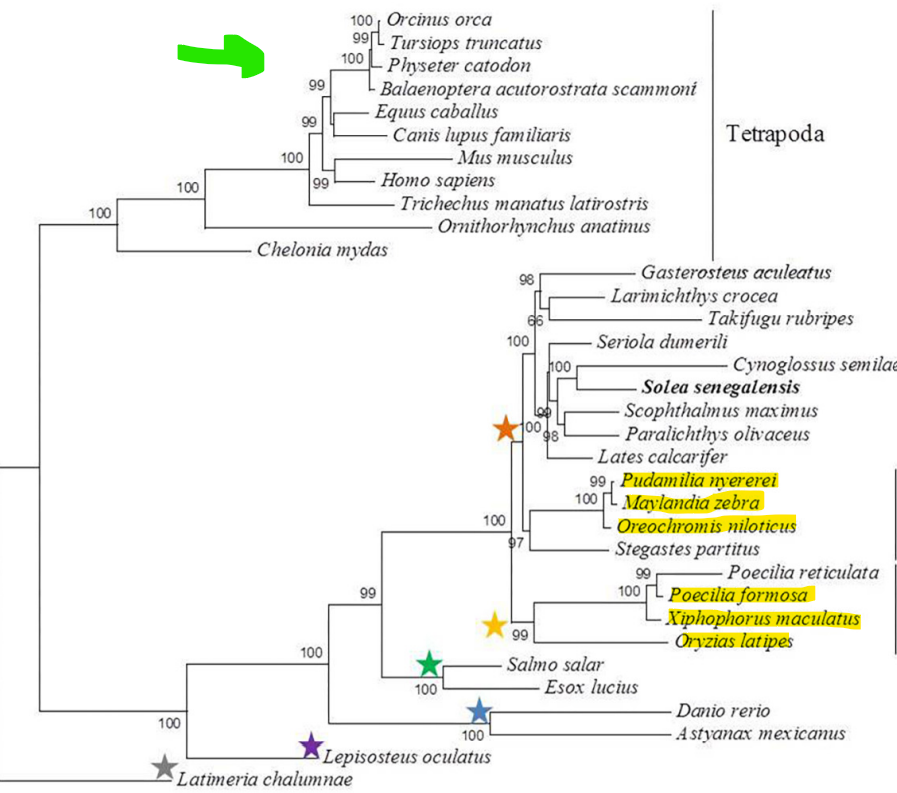 100 Orcinus orca
99 Tursiops truncatus
100 Physeter catodon
Balaenoptera acutorostrata scammoni
99 Equus caballus
99 Canis lupus familiaris
Tetrapoda
100 Mus musculus
99 Homo sapiens
100 Trichechus manatus latirostris
100 Ornithorhynchus anatinus
Chelonia mydas
98 Gasterosteus aculeatus
Larimichthys crocea
66 Takifugu rubripes
100 Seriola dumerili
100 Cynoglossus semilae
Solea senegalensis
99 Scophthalmus maximus
100 98 Paralichthys olivaceus
Lates calcarifer
99 Pudamilia nyererei
100 Maylandia zebra
100 Oreochromis niloticus
97 Stegastes partitus
99 Poecilia reticulata
99 100 Poecilia formosa
Xiphophorus maculatus
99 Oryzias latipes
100 Salmo salar
100 Esox lucius
Danio rerio
100 100 Astyanax mexicanus
Lepisosteus oculatus
Latimeria chalumnae